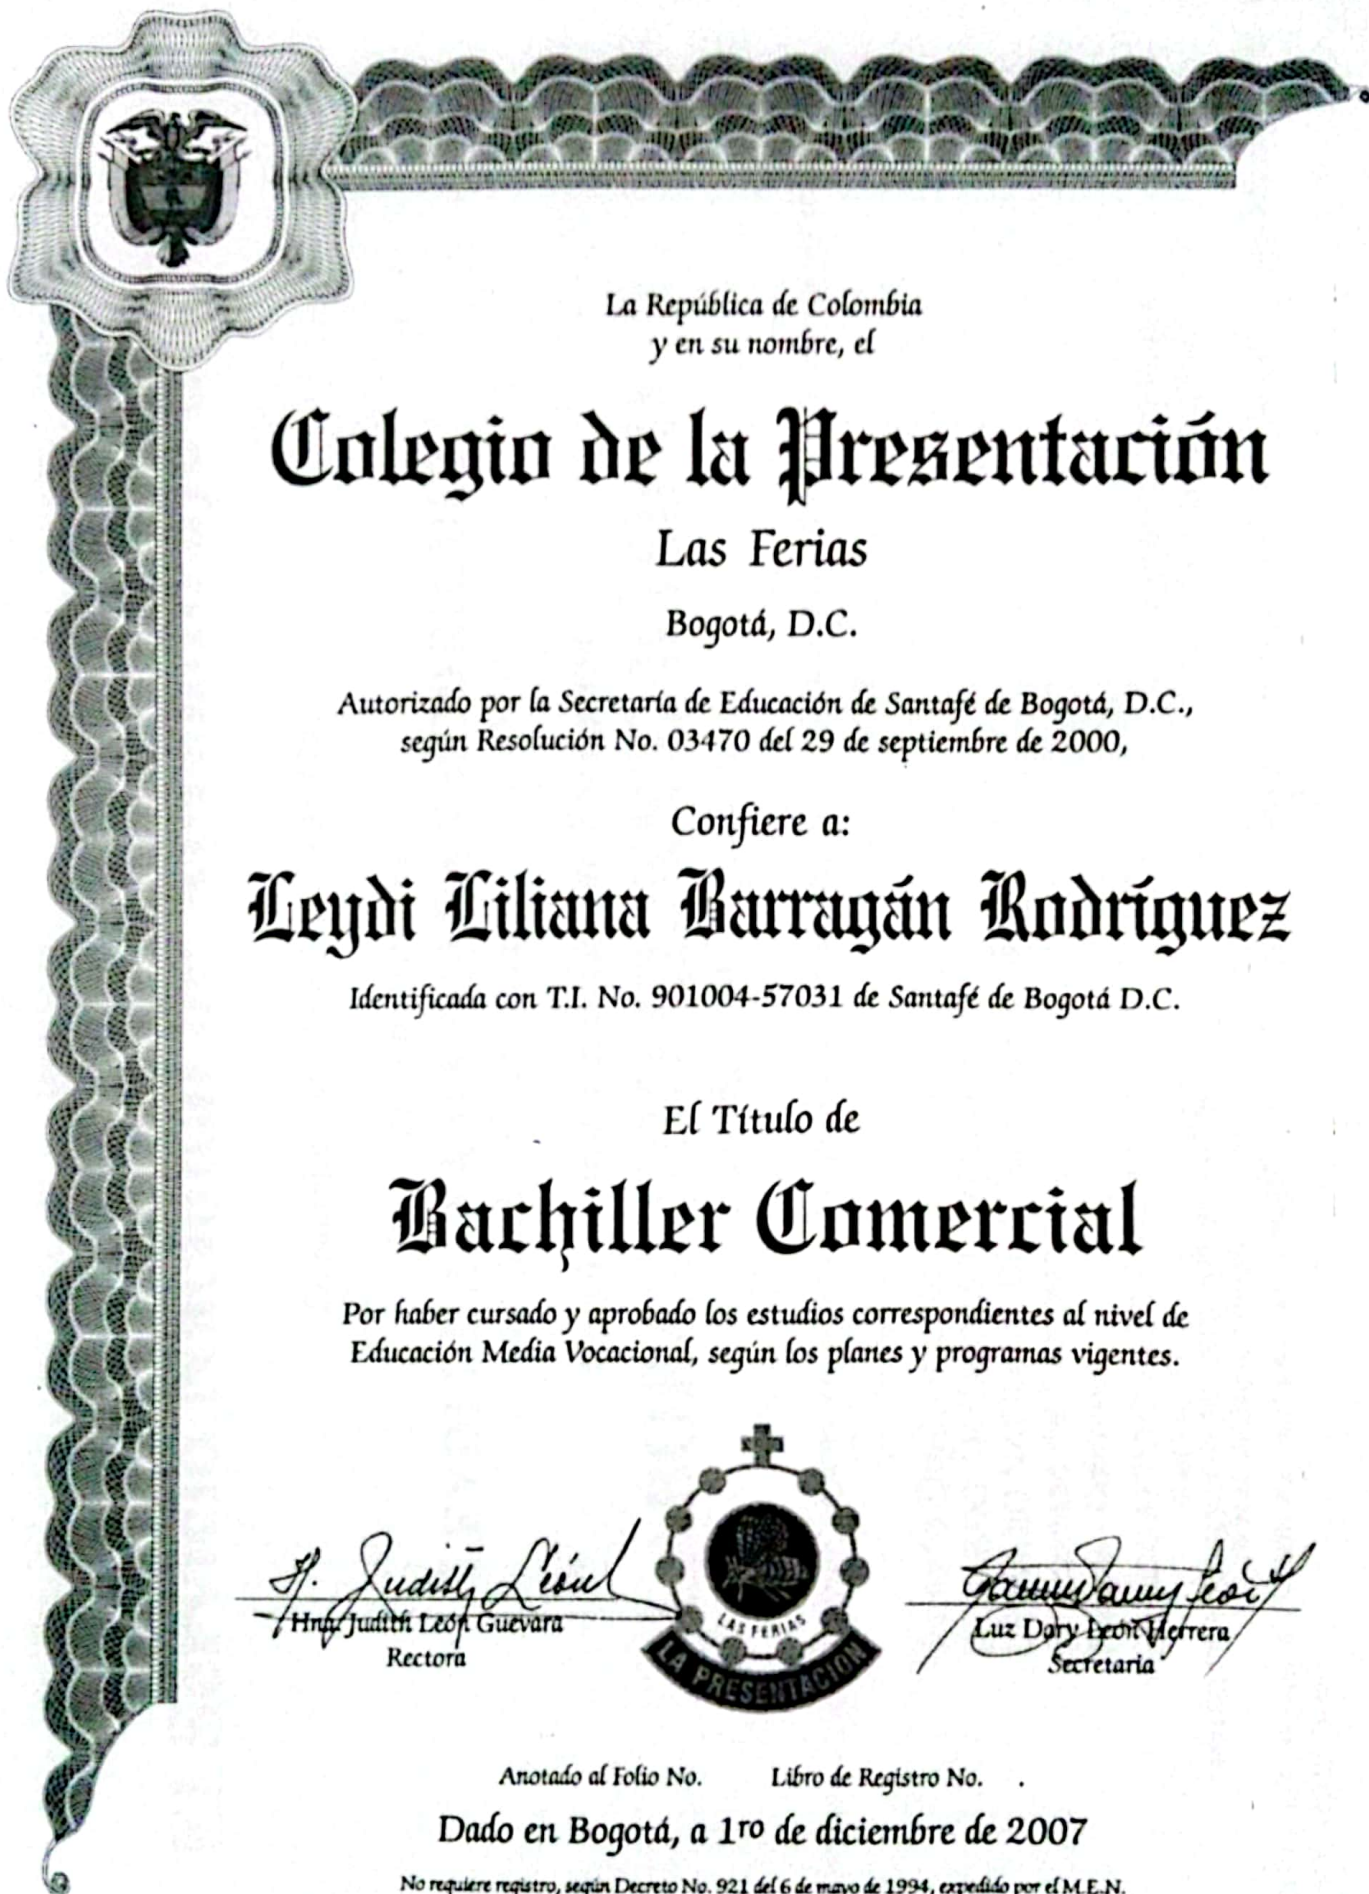 La República de Colombia
y en su nombre, el
Colegio de la Presentación
Las Ferias
Bogotá, D.C.
Autorizado por la Secretaría de Educación de Santafé de Bogotá, D.C.,
según Resolución No. 03470 del 29 de septiembre de 2000,
Confiere a:
Leydi Liliana Barragán Rodríguez
Identificada con T.I. No. 901004-57031 de Santafé de Bogotá D.C.
El Título de
Bachiller Comercial
Por haber cursado y aprobado los estudios correspondientes al nivel de
Educación Media Vocacional, según los planes y programas vigentes.
H. Judith León
Hna. Judith León Guevara
Rectora
LAS FERIAS
LA PRESENTACION
Luz Dary León Herrera
Secretaria
Anotado al Folio No. Libro de Registro No. .
Dado en Bogotá, a 1ro de diciembre de 2007
No requiere registro, según Decreto No. 921 del 6 de mayo de 1994, expedido por el M.E.N.